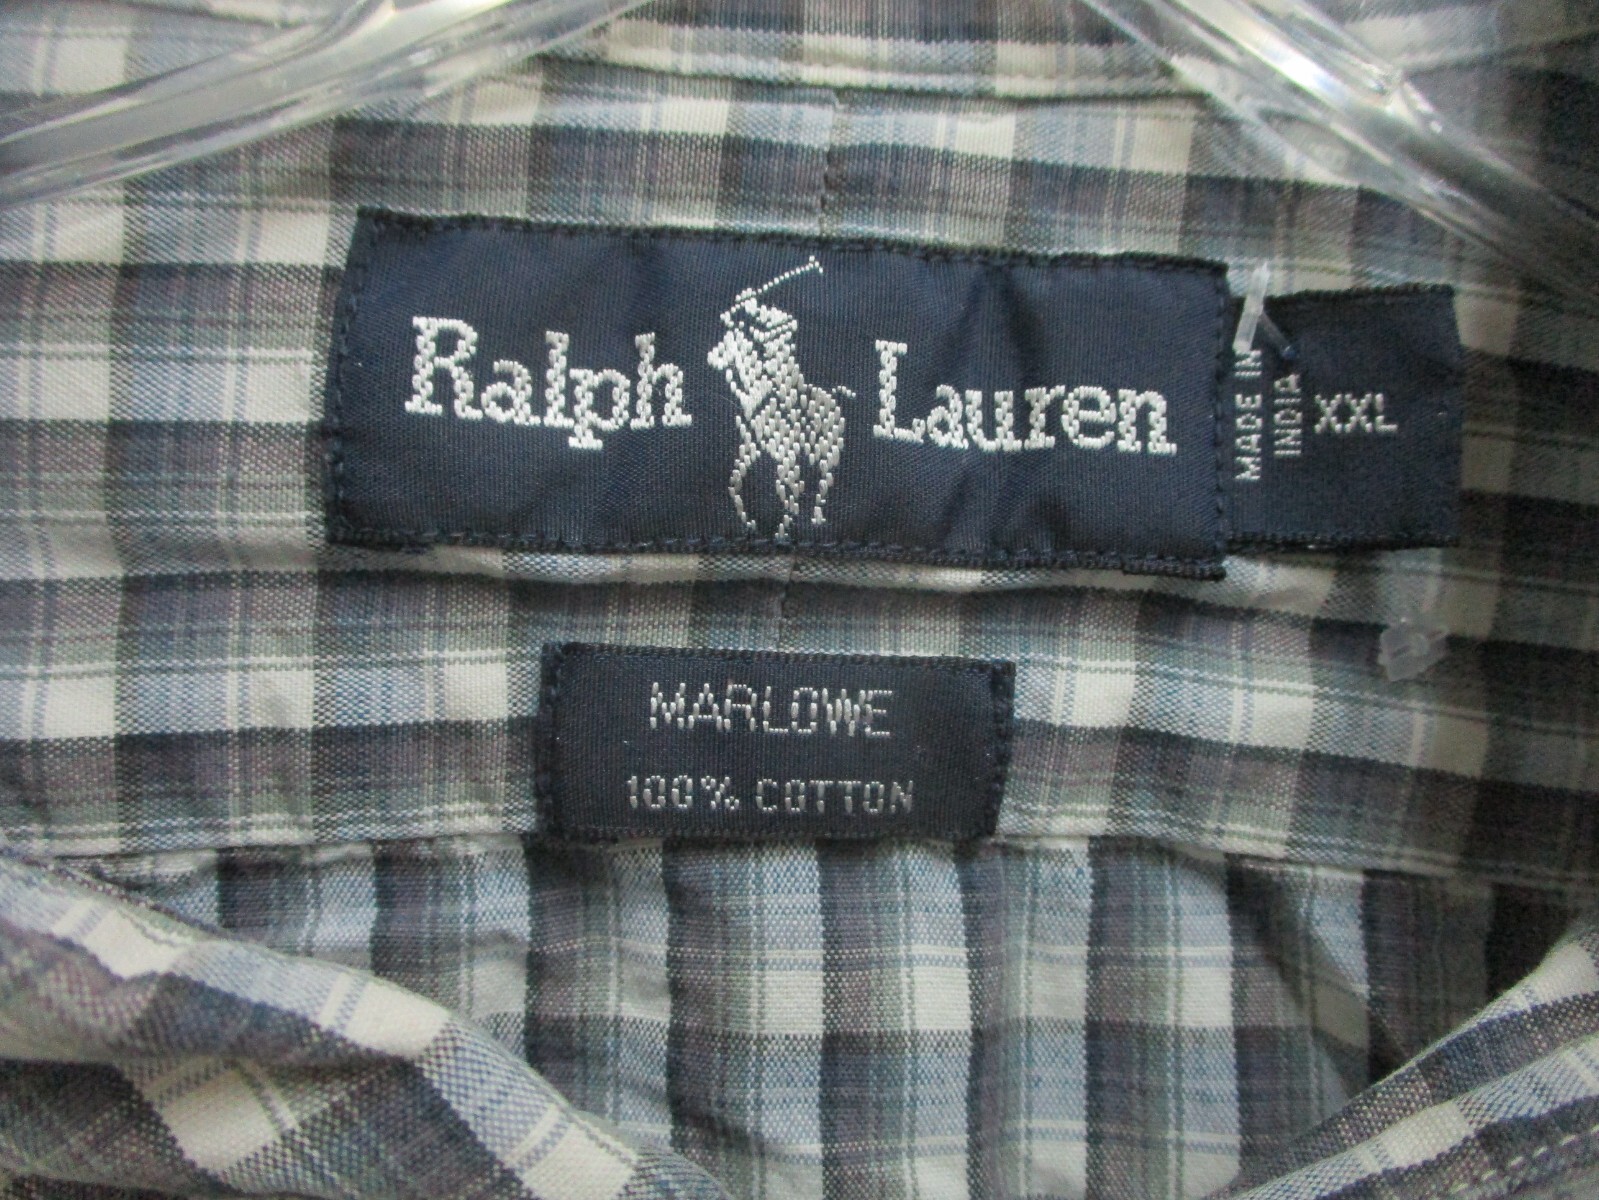 Ralph Lauren
MADE IN
INDIA
XXL
MARLOWE
100% COTTON